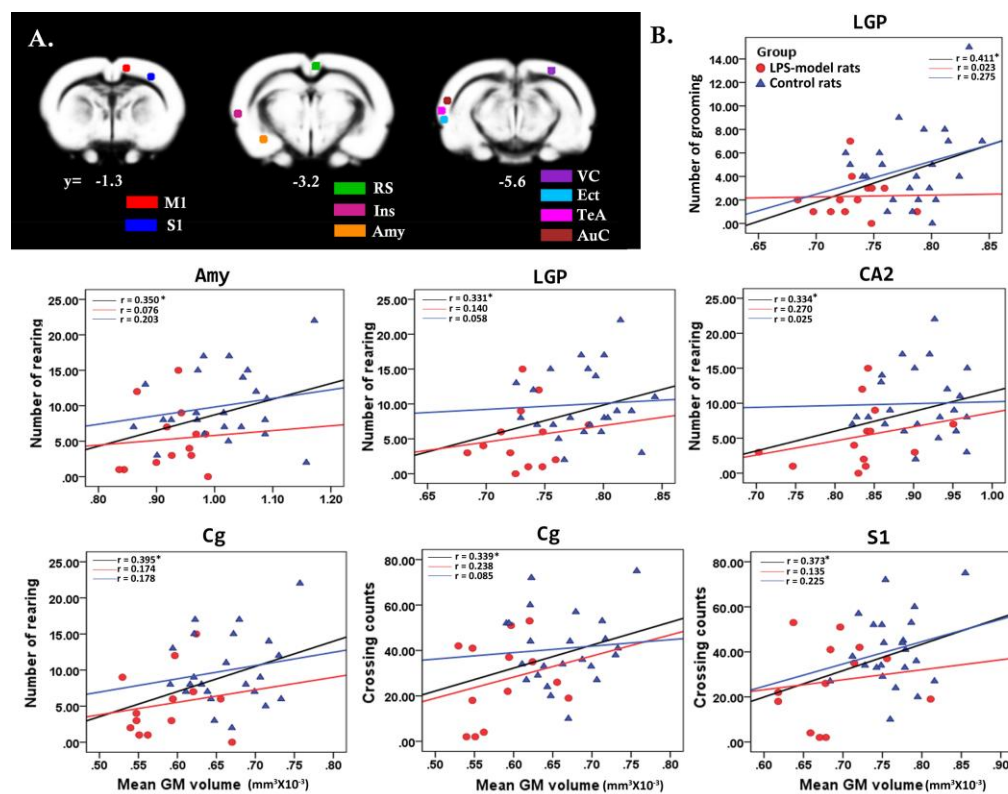 A.
y= -1.3 -3.2 -5.6
M1
S1
RS
Ins
Amy
VC
Ect
TeA
AuC
B.
LGP
Number of grooming
14.00
12.00
10.00
8.00
6.00
4.00
2.00
.00
.65 .70 .75 .80 .85
Group
LPS-model rats
Control rats
r = 0.411*
r = 0.023
r = 0.275
Amy
Number of rearing
25.00
20.00
15.00
10.00
5.00
.00
.80 .90 1.00 1.10 1.20
r = 0.350*
r = 0.076
r = 0.203
LGP
Number of rearing
25.00
20.00
15.00
10.00
5.00
.00
.65 .70 .75 .80 .85
r = 0.331*
r = 0.140
r = 0.058
CA2
Number of rearing
25.00
20.00
15.00
10.00
5.00
.00
.70 .75 .80 .85 .90 .95 1.00
r = 0.334*
r = 0.270
r = 0.025
Cg
Number of rearing
25.00
20.00
15.00
10.00
5.00
.00
.50 .60 .70 .80
r = 0.395*
r = 0.174
r = 0.178
Mean GM volume (mm³X10⁻³)
Cg
Crossing counts
80.00
60.00
40.00
20.00
.00
.50 .60 .70 .80
r = 0.339*
r = 0.238
r = 0.085
Mean GM volume (mm³X10⁻³)
S1
Crossing counts
80.00
60.00
40.00
20.00
.00
.60 .65 .70 .75 .80 .85 .90
r = 0.373*
r = 0.135
r = 0.225
Mean GM volume (mm³X10⁻³)